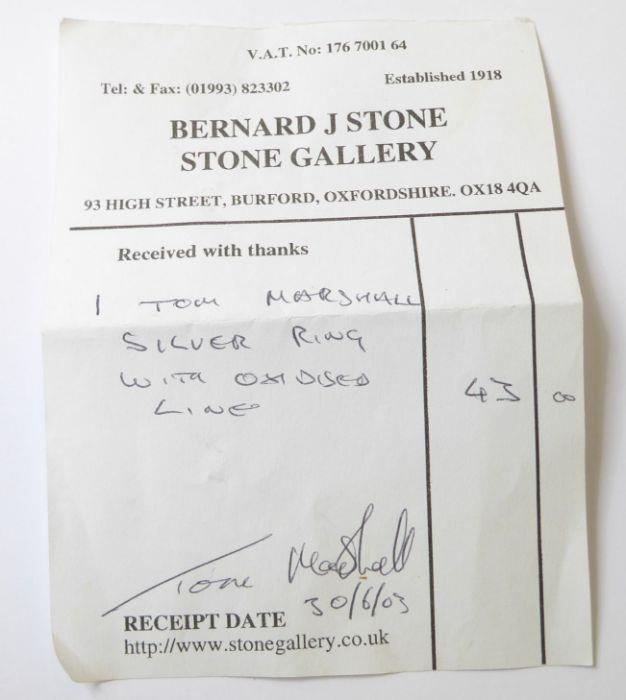 V.A.T. No: 176 7001 64
Tel: & Fax: (01993) 823302 Established 1918
BERNARD J STONE
STONE GALLERY
93 HIGH STREET, BURFORD, OXFORDSHIRE. OX18 4QA
Received with thanks
1 TOM MARSHALL
SILVER RING
WITH OXIDISED 43 00
LINE
Tom Marshall
30/6/03
RECEIPT DATE
http://www.stonegallery.co.uk